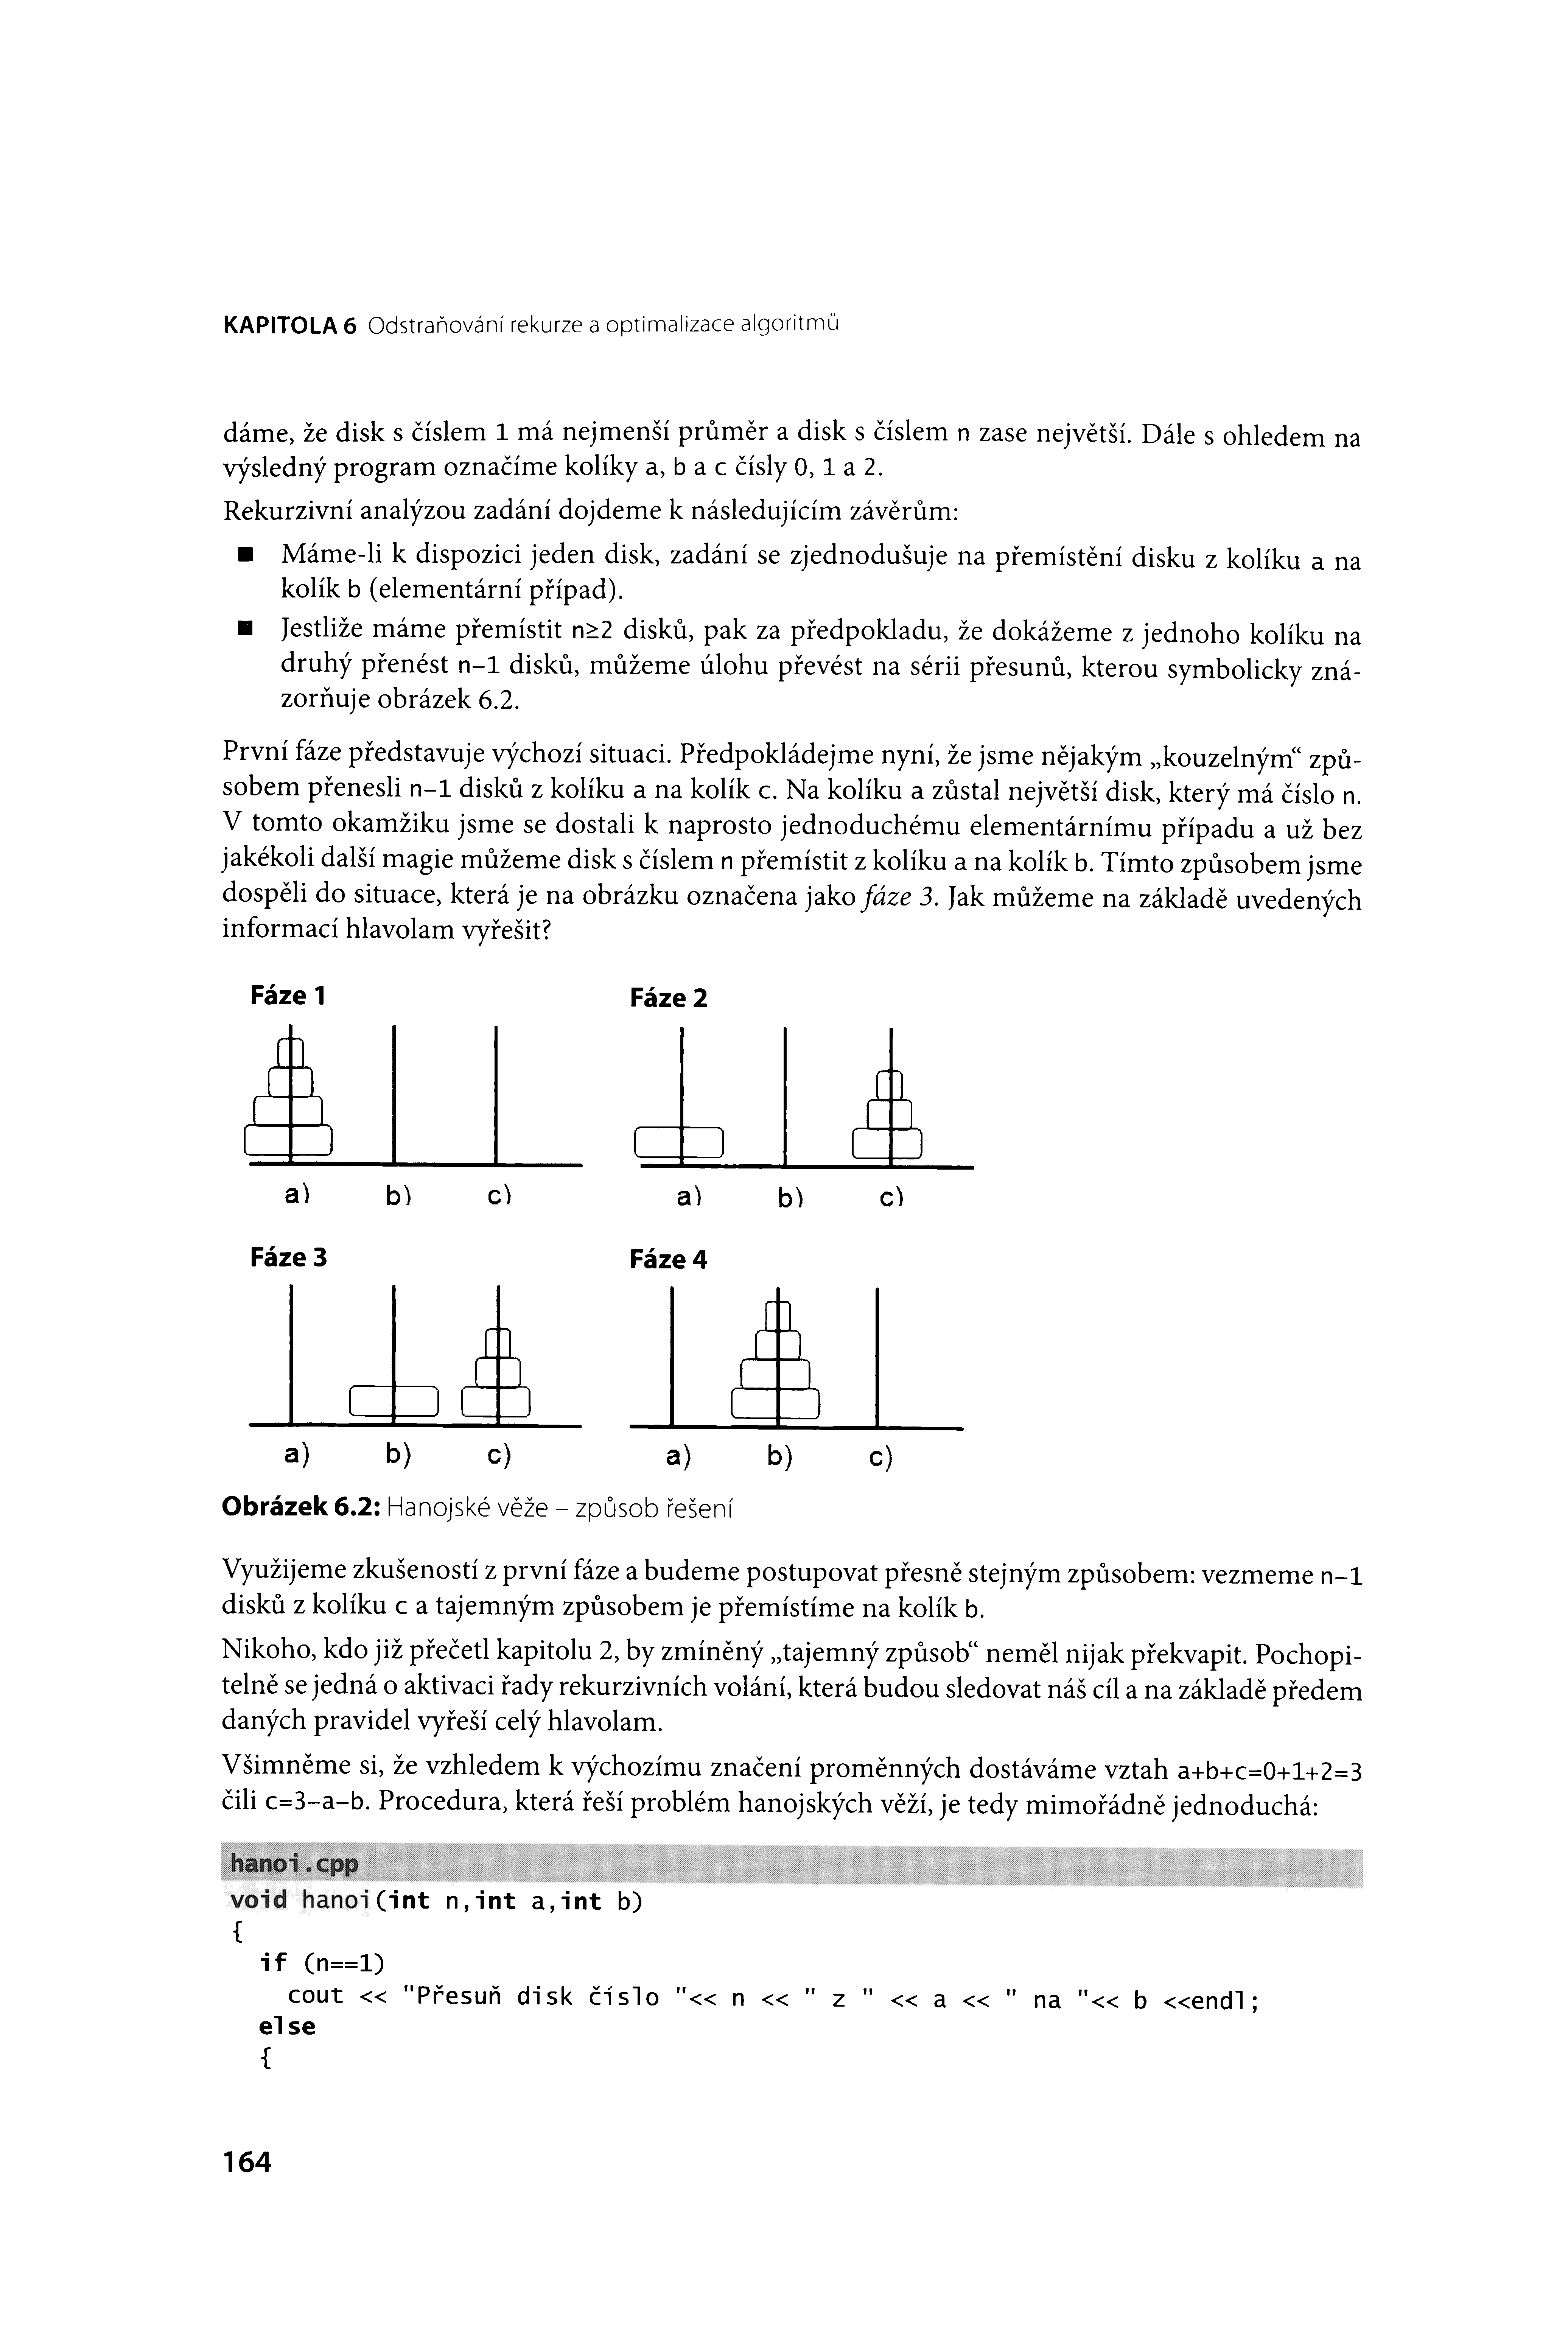 KAPITOLA 6 Odstraňování rekurze a optimalizace algoritmů
dáme, že disk s číslem 1 má nejmenší průměr a disk s číslem n zase největší. Dále s ohledem na
výsledný program označíme kolíky a, b a c čísly 0, 1 a 2.
Rekurzivní analýzou zadání dojdeme k následujícím závěrům:
■ Máme-li k dispozici jeden disk, zadání se zjednodušuje na přemístění disku z kolíku a na
kolík b (elementární případ).
■ Jestliže máme přemístit n≥2 disků, pak za předpokladu, že dokážeme z jednoho kolíku na
druhý přenést n–1 disků, můžeme úlohu převést na sérii přesunů, kterou symbolicky zná-
zorňuje obrázek 6.2.
První fáze představuje výchozí situaci. Předpokládejme nyní, že jsme nějakým „kouzelným“ způ-
sobem přenesli n–1 disků z kolíku a na kolík c. Na kolíku a zůstal největší disk, který má číslo n.
V tomto okamžiku jsme se dostali k naprosto jednoduchému elementárnímu případu a už bez
jakékoli další magie můžeme disk s číslem n přemístit z kolíku a na kolík b. Tímto způsobem jsme
dospěli do situace, která je na obrázku označena jako fáze 3. Jak můžeme na základě uvedených
informací hlavolam vyřešit?
Fáze 1 Fáze 2
a) b) c) a) b) c)
Fáze 3 Fáze 4
a) b) c) a) b) c)
Obrázek 6.2: Hanojské věže – způsob řešení
Využijeme zkušeností z první fáze a budeme postupovat přesně stejným způsobem: vezmeme n–1
disků z kolíku c a tajemným způsobem je přemístíme na kolík b.
Nikoho, kdo již přečetl kapitolu 2, by zmíněný „tajemný způsob“ neměl nijak překvapit. Pochopi-
telně se jedná o aktivaci řady rekurzivních volání, která budou sledovat náš cíl a na základě předem
daných pravidel vyřeší celý hlavolam.
Všimněme si, že vzhledem k výchozímu značení proměnných dostáváme vztah a+b+c=0+1+2=3
čili c=3–a–b. Procedura, která řeší problém hanojských věží, je tedy mimořádně jednoduchá:
hanoi.cpp
void hanoi(int n,int a,int b)
{
if (n==1)
cout << "Přesuň disk číslo "<< n << " z " << a << " na "<< b <<endl;
else
{
164